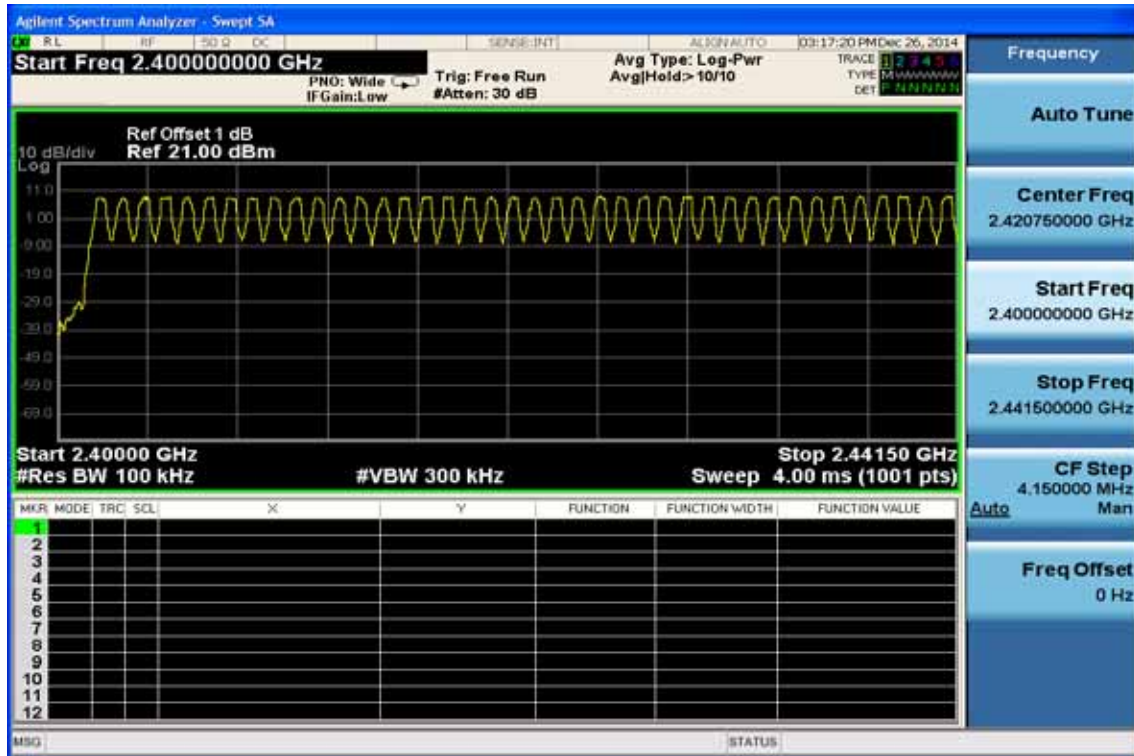 Agilent Spectrum Analyzer - Swept SA
LXI RL RF 50 Ω DC SENSE:INT ALIGN AUTO 03:17:20 PM Dec 26, 2014
Start Freq 2.400000000 GHz
PNO: Wide
IFGain:Low
Trig: Free Run
#Atten: 30 dB
Avg Type: Log-Pwr
Avg|Hold:> 10/10
TRACE 1 2 3 4 5 6
TYPE M
DET P N N N N N
Ref Offset 1 dB
10 dB/div Ref 21.00 dBm
Log
11.0
1.00
-9.00
-19.0
-29.0
-39.0
-49.0
-59.0
-69.0
Start 2.40000 GHz Stop 2.44150 GHz
#Res BW 100 kHz #VBW 300 kHz Sweep 4.00 ms (1001 pts)
MKR MODE TRC SCL X Y FUNCTION FUNCTION WIDTH FUNCTION VALUE
1
2
3
4
5
6
7
8
9
10
11
12
MSG STATUS
Frequency
Auto Tune
Center Freq
2.420750000 GHz
Start Freq
2.400000000 GHz
Stop Freq
2.441500000 GHz
CF Step
4.150000 MHz
Auto Man
Freq Offset
0 Hz